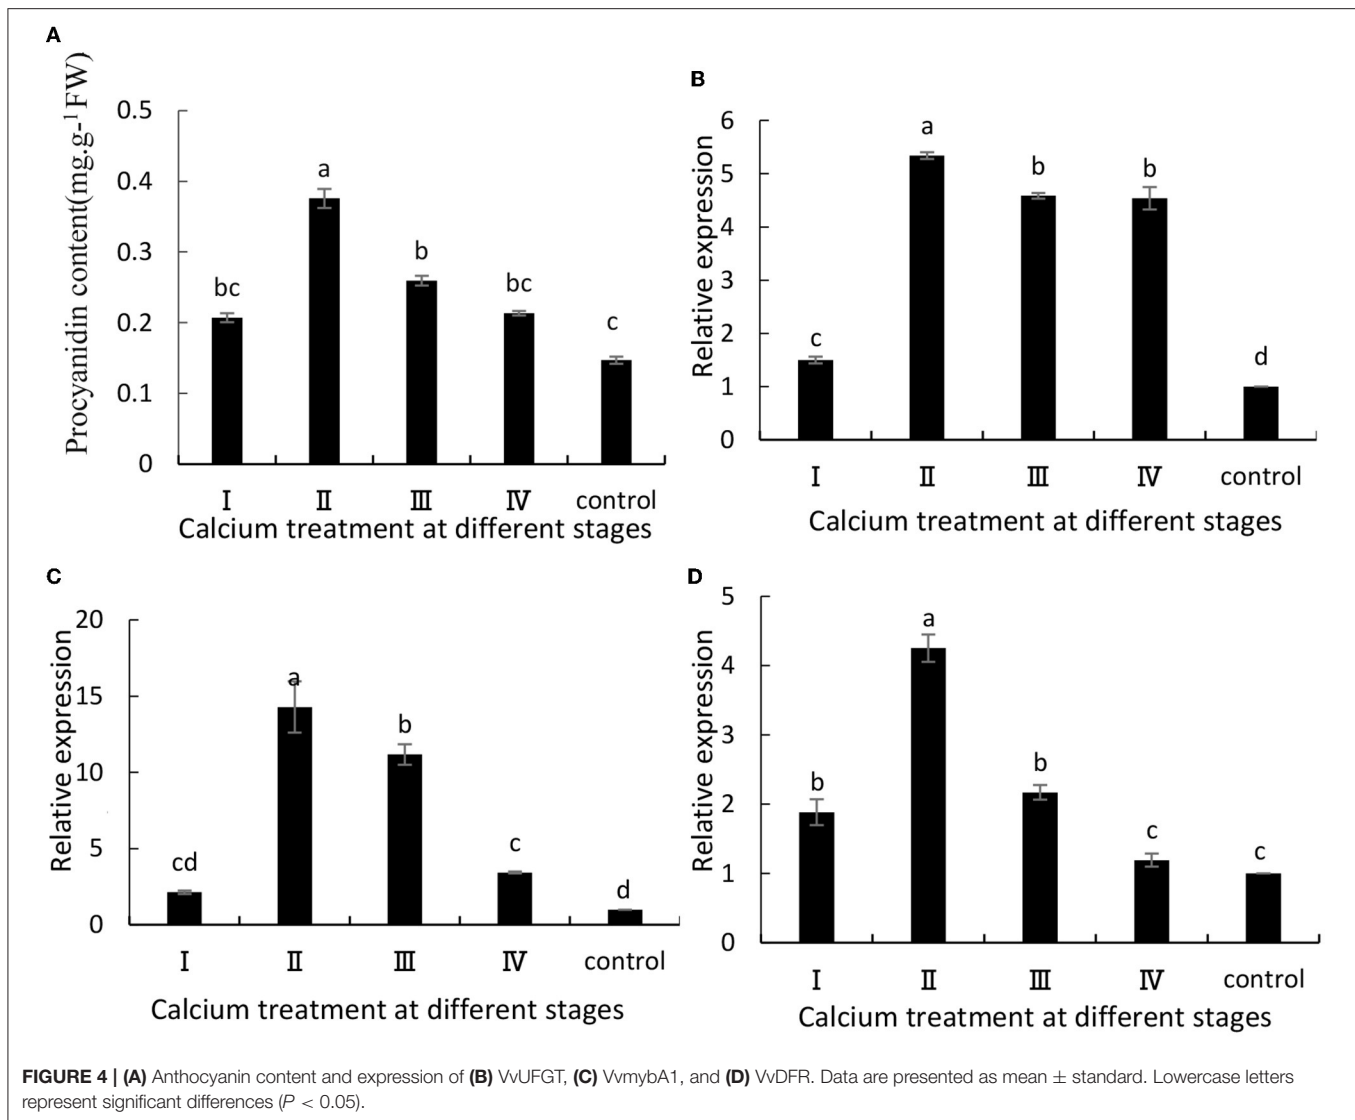 A
Procyanidin content(mg.g-¹FW)
0.5
0.4
0.3
0.2
0.1
0
bc
a
b
bc
c
Ⅰ Ⅱ Ⅲ Ⅳ control
Calcium treatment at different stages
B
Relative expression
6
5
4
3
2
1
0
c
a
b
b
d
Ⅰ Ⅱ Ⅲ Ⅳ control
Calcium treatment at different stages
C
Relative expression
20
15
10
5
0
cd
a
b
c
d
Ⅰ Ⅱ Ⅲ Ⅳ control
Calcium treatment at different stages
D
Relative expression
5
4
3
2
1
0
b
a
b
c
c
Ⅰ Ⅱ Ⅲ Ⅳ control
Calcium treatment at different stages
FIGURE 4 | (A) Anthocyanin content and expression of (B) VvUFGT, (C) VvmybA1, and (D) VvDFR. Data are presented as mean ± standard. Lowercase letters
represent significant differences (P < 0.05).